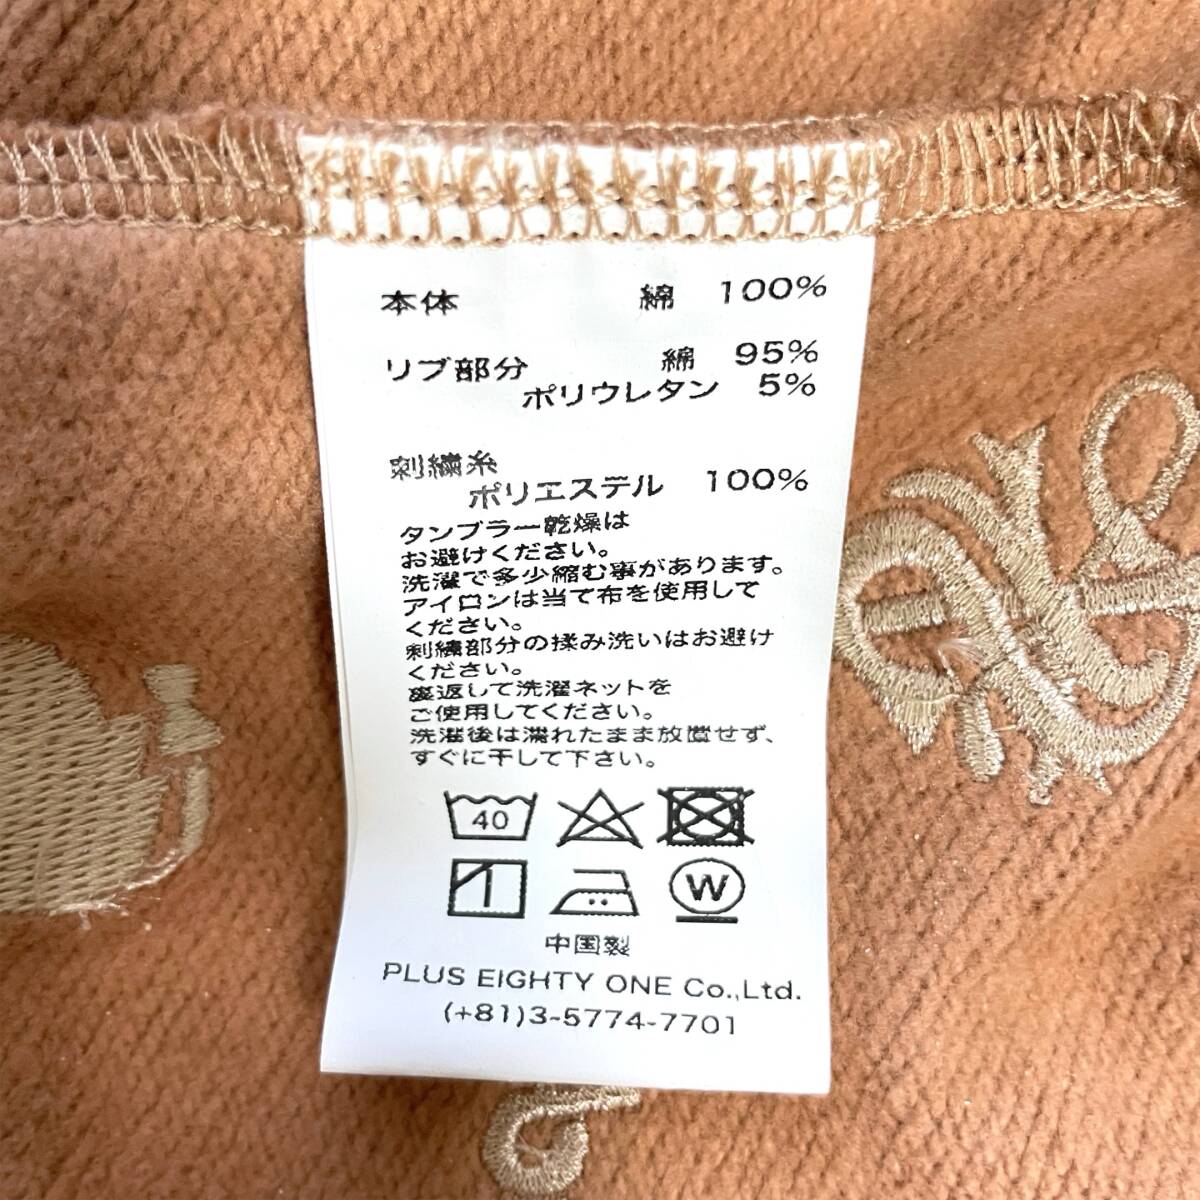 本体 綿 100%
リブ部分 綿 95%
ポリウレタン 5%
刺繍糸
ポリエステル 100%
タンブラー乾燥は
お避けください。
洗濯で多少縮む事があります。
アイロンは当て布を使用して
ください。
刺繍部分の揉み洗いはお避け
ください。
裏返して洗濯ネットを
ご使用してください。
洗濯後は濡れたまま放置せず、
すぐに干して下さい。
40
W
中国製
PLUS EIGHTY ONE Co.,Ltd.
(+81)3-5774-7701